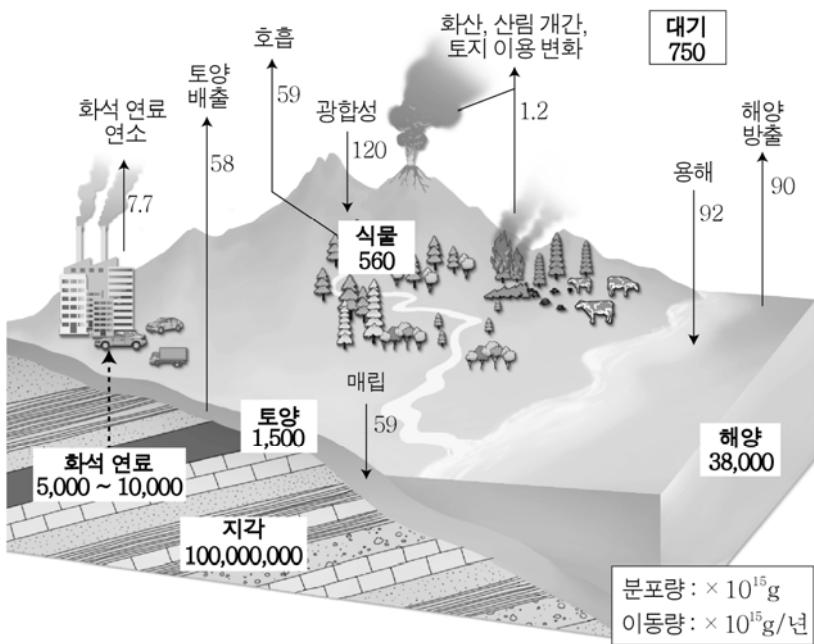 호흡
59
화산, 산림 개간,
토지 이용 변화
1.2
대기
750
토양
배출
58
화석 연료
연소
7.7
광합성
120
해양
방출
90
용해
92
식물
560
매립
59
토양
1,500
화석 연료
5,000 ~ 10,000
해양
38,000
지각
100,000,000
분포량 : × 10¹⁵g
이동량 : × 10¹⁵g/년